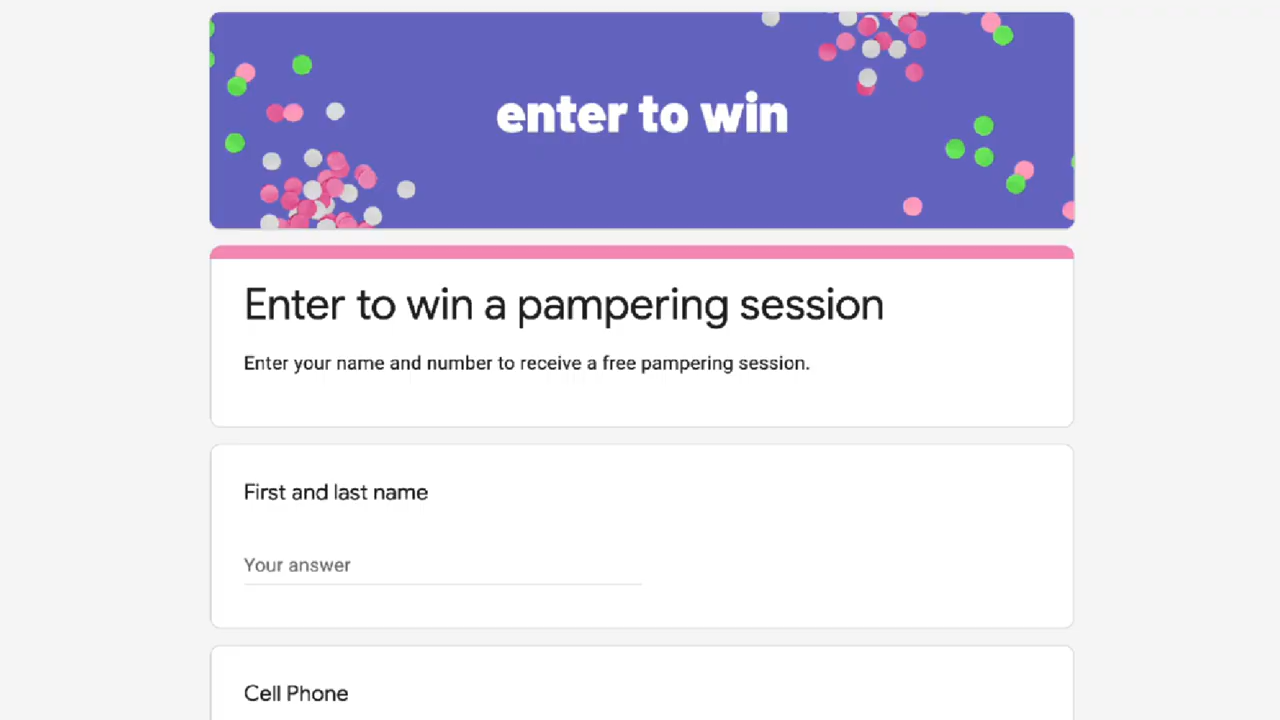 enter to win
Enter to win a pampering session
Enter your name and number to receive a free pampering session.
First and last name
Your answer
Cell Phone